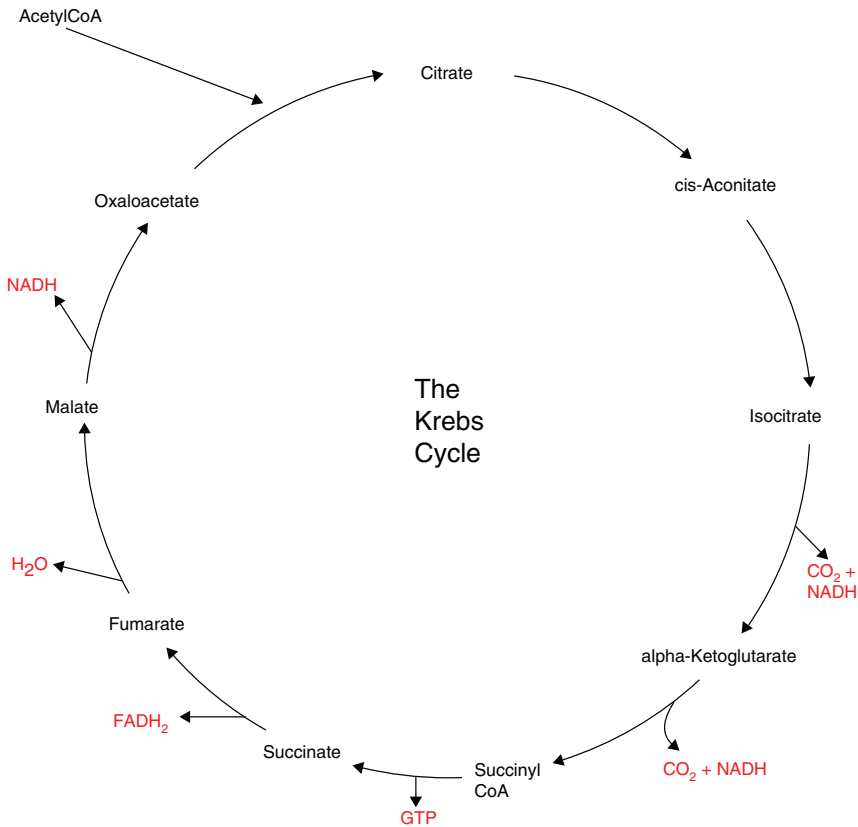 AcetylCoA
Citrate
cis-Aconitate
Oxaloacetate
NADH
The
Krebs
Cycle
Malate
Isocitrate
H₂O
CO₂ +
NADH
Fumarate
alpha-Ketoglutarate
FADH₂
Succinate
Succinyl
CoA
CO₂ + NADH
GTP